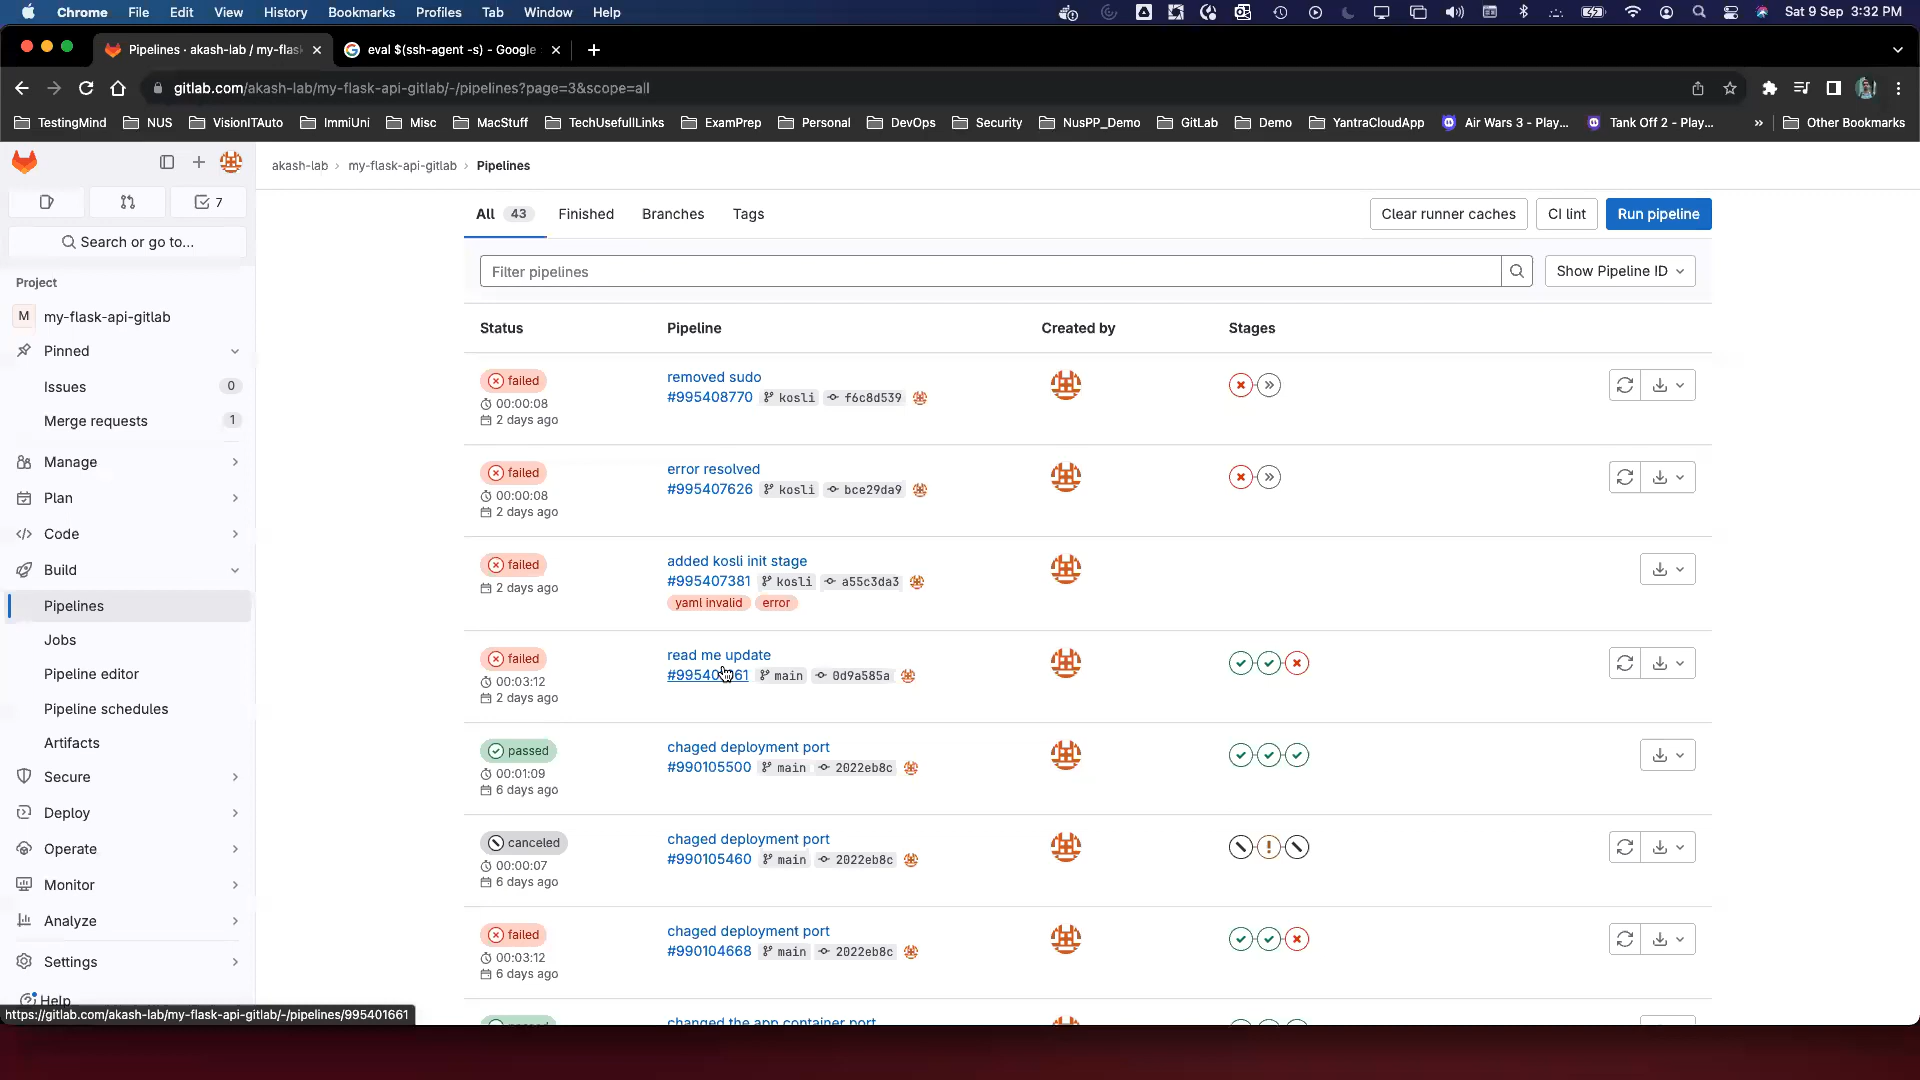 Chrome File Edit View History Bookmarks Profiles Tab Window Help Sat 9 Sep 3:32 PM
Pipelines · akash-lab / my-flask
eval $(ssh-agent -s) - Google
gitlab.com/akash-lab/my-flask-api-gitlab/-/pipelines?page=3&scope=all
TestingMind NUS VisionITAuto ImmiUni Misc MacStuff TechUsefullLinks ExamPrep Personal DevOps Security NusPP_Demo GitLab Demo YantraCloudApp Air Wars 3 - Play... Tank Off 2 - Play... » Other Bookmarks
akash-lab › my-flask-api-gitlab › Pipelines
7
Search or go to...
Project
M my-flask-api-gitlab
Pinned
Issues 0
Merge requests 1
Manage
Plan
Code
Build
Pipelines
Jobs
Pipeline editor
Pipeline schedules
Artifacts
Secure
Deploy
Operate
Monitor
Analyze
Settings
Help
https://gitlab.com/akash-lab/my-flask-api-gitlab/-/pipelines/995401661
All 43 Finished Branches Tags
Clear runner caches CI lint Run pipeline
Filter pipelines
Show Pipeline ID
Status Pipeline Created by Stages
failed
00:00:08
2 days ago
removed sudo
#995408770 kosli f6c8d539
failed
00:00:08
2 days ago
error resolved
#995407626 kosli bce29da9
failed
2 days ago
added kosli init stage
#995407381 kosli a55c3da3
yaml invalid error
failed
00:03:12
2 days ago
read me update
main 0d9a585a
passed
00:01:09
6 days ago
chaged deployment port
#990105500 main 2022eb8c
canceled
00:00:07
6 days ago
chaged deployment port
#990105460 main 2022eb8c
failed
00:03:12
6 days ago
chaged deployment port
#990104668 main 2022eb8c
changed the app container port